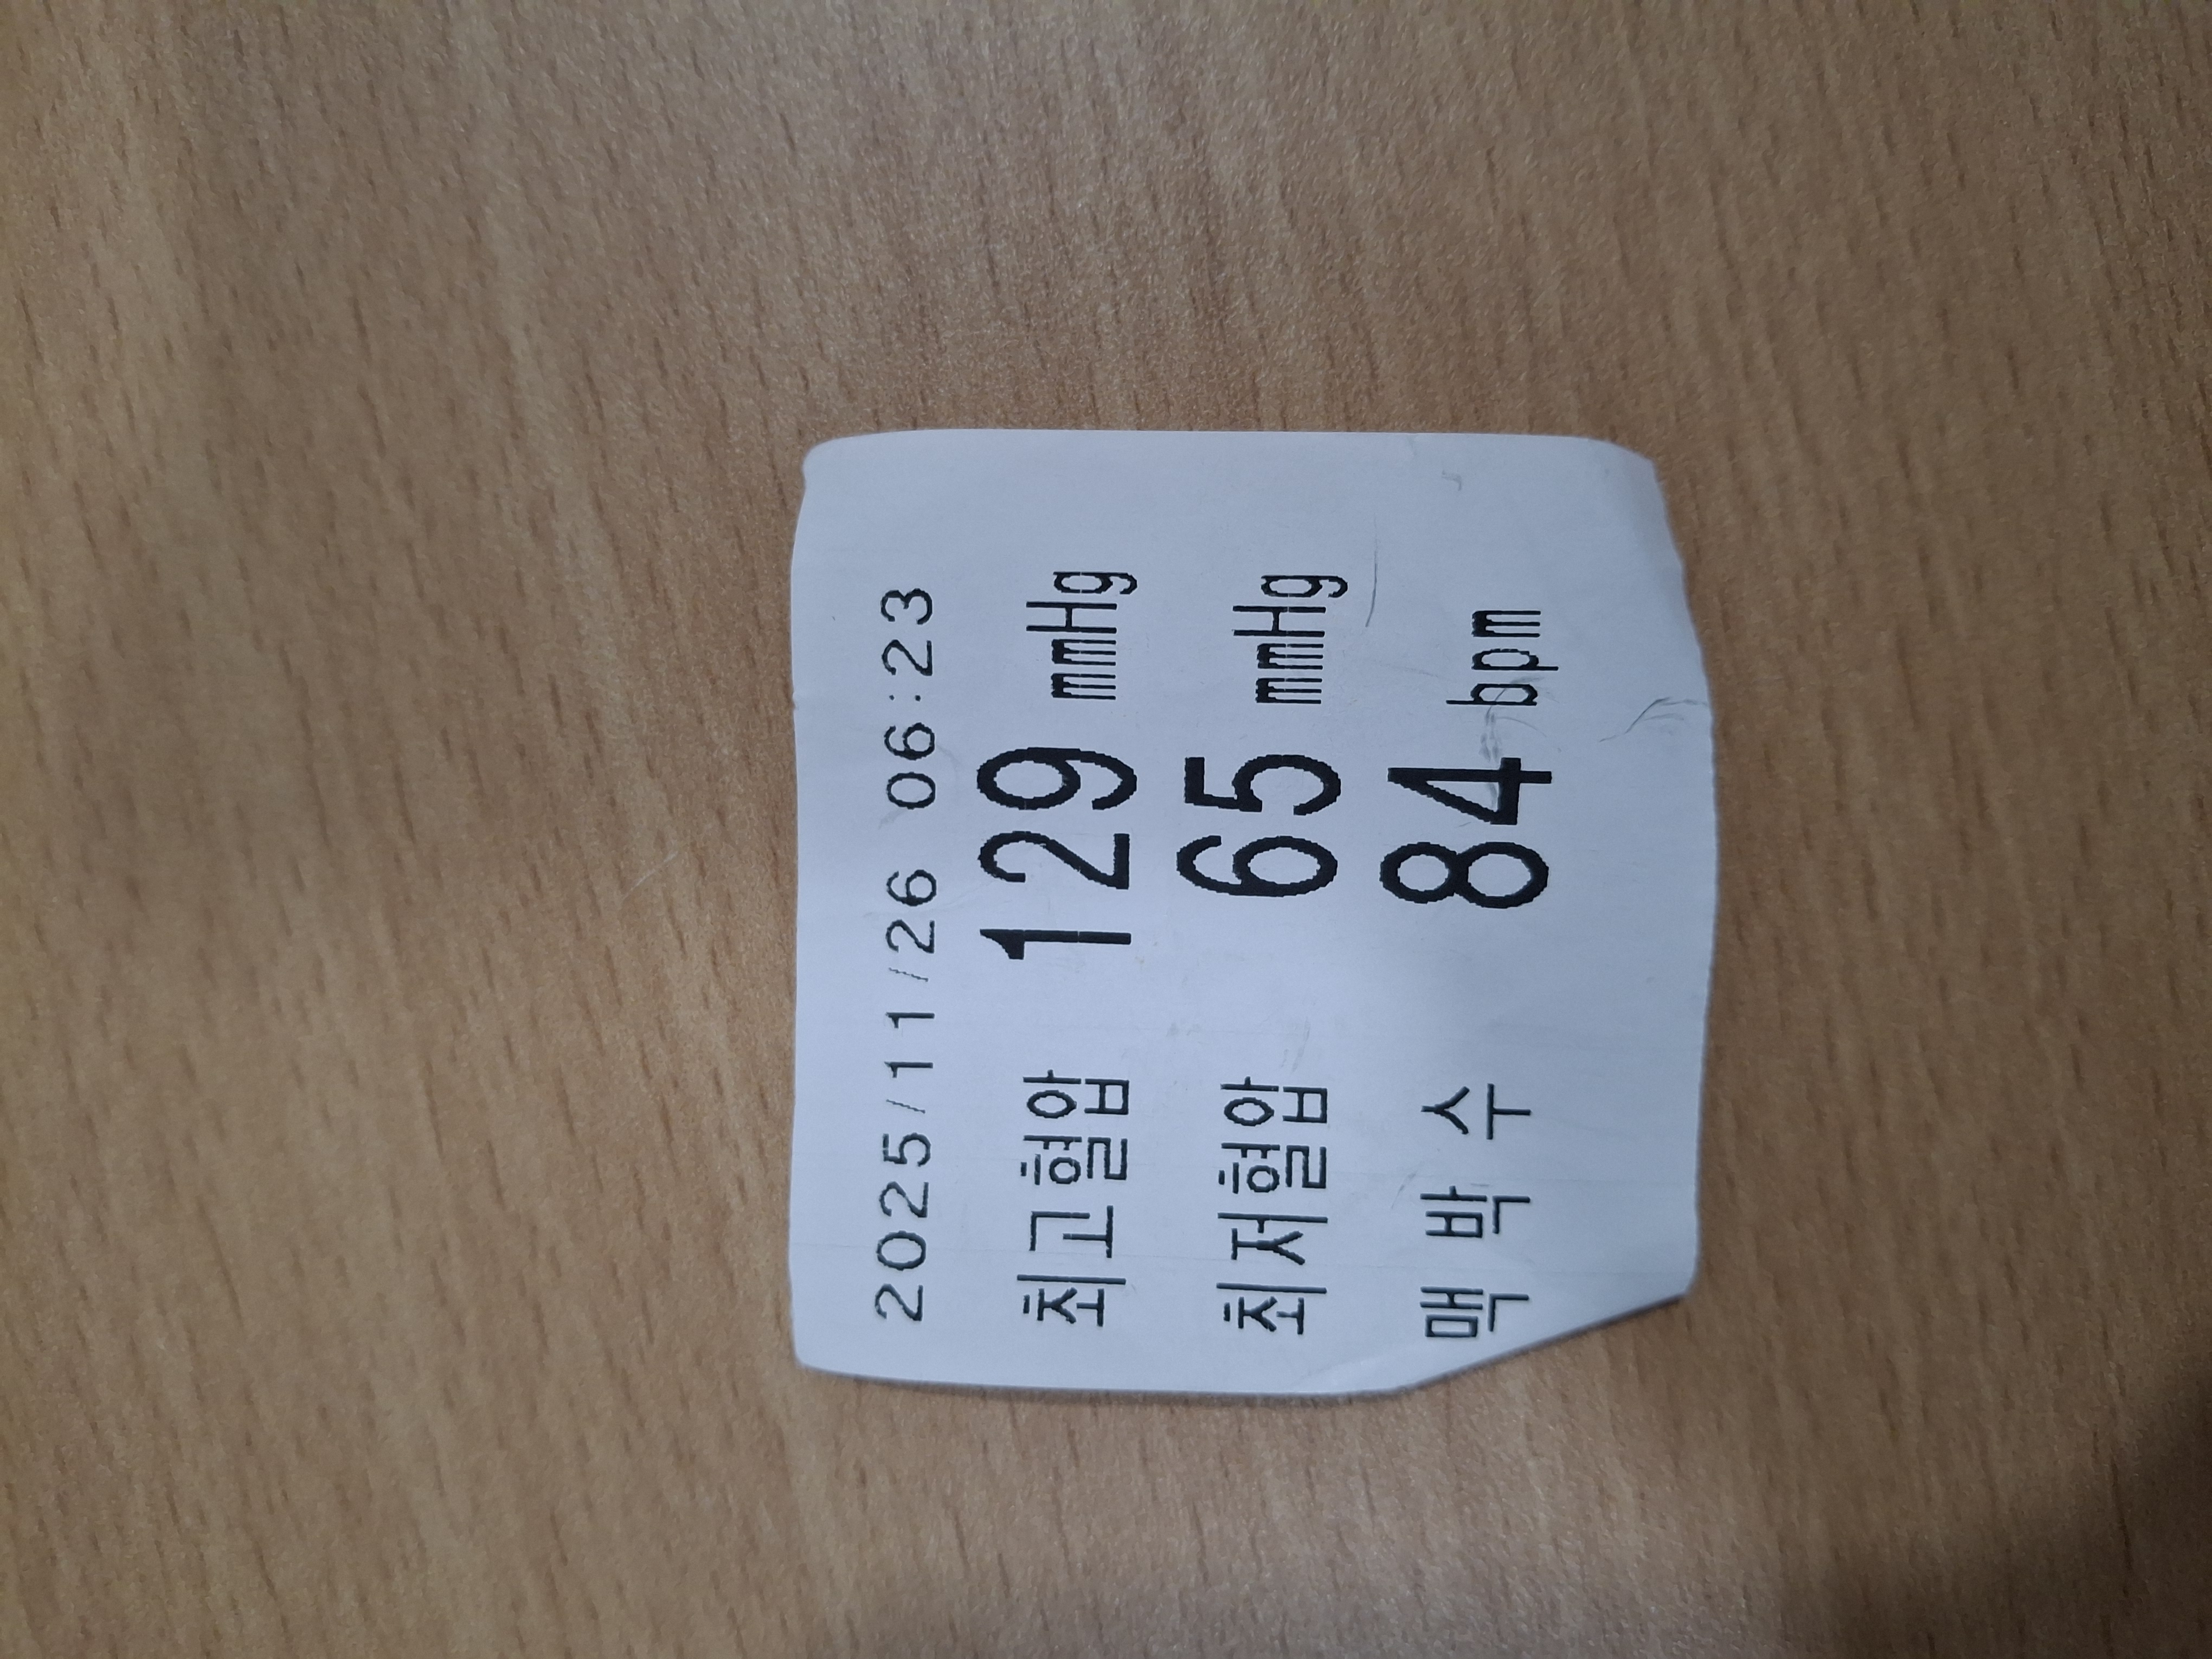 2025/11/26 06:23
최고혈압 129 mmHg
최저혈압 65 mmHg
맥 박 수 84 bpm